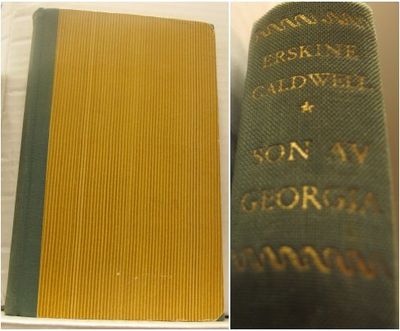 ERSKINE
CALDWELL
SON AV
GEORGIA